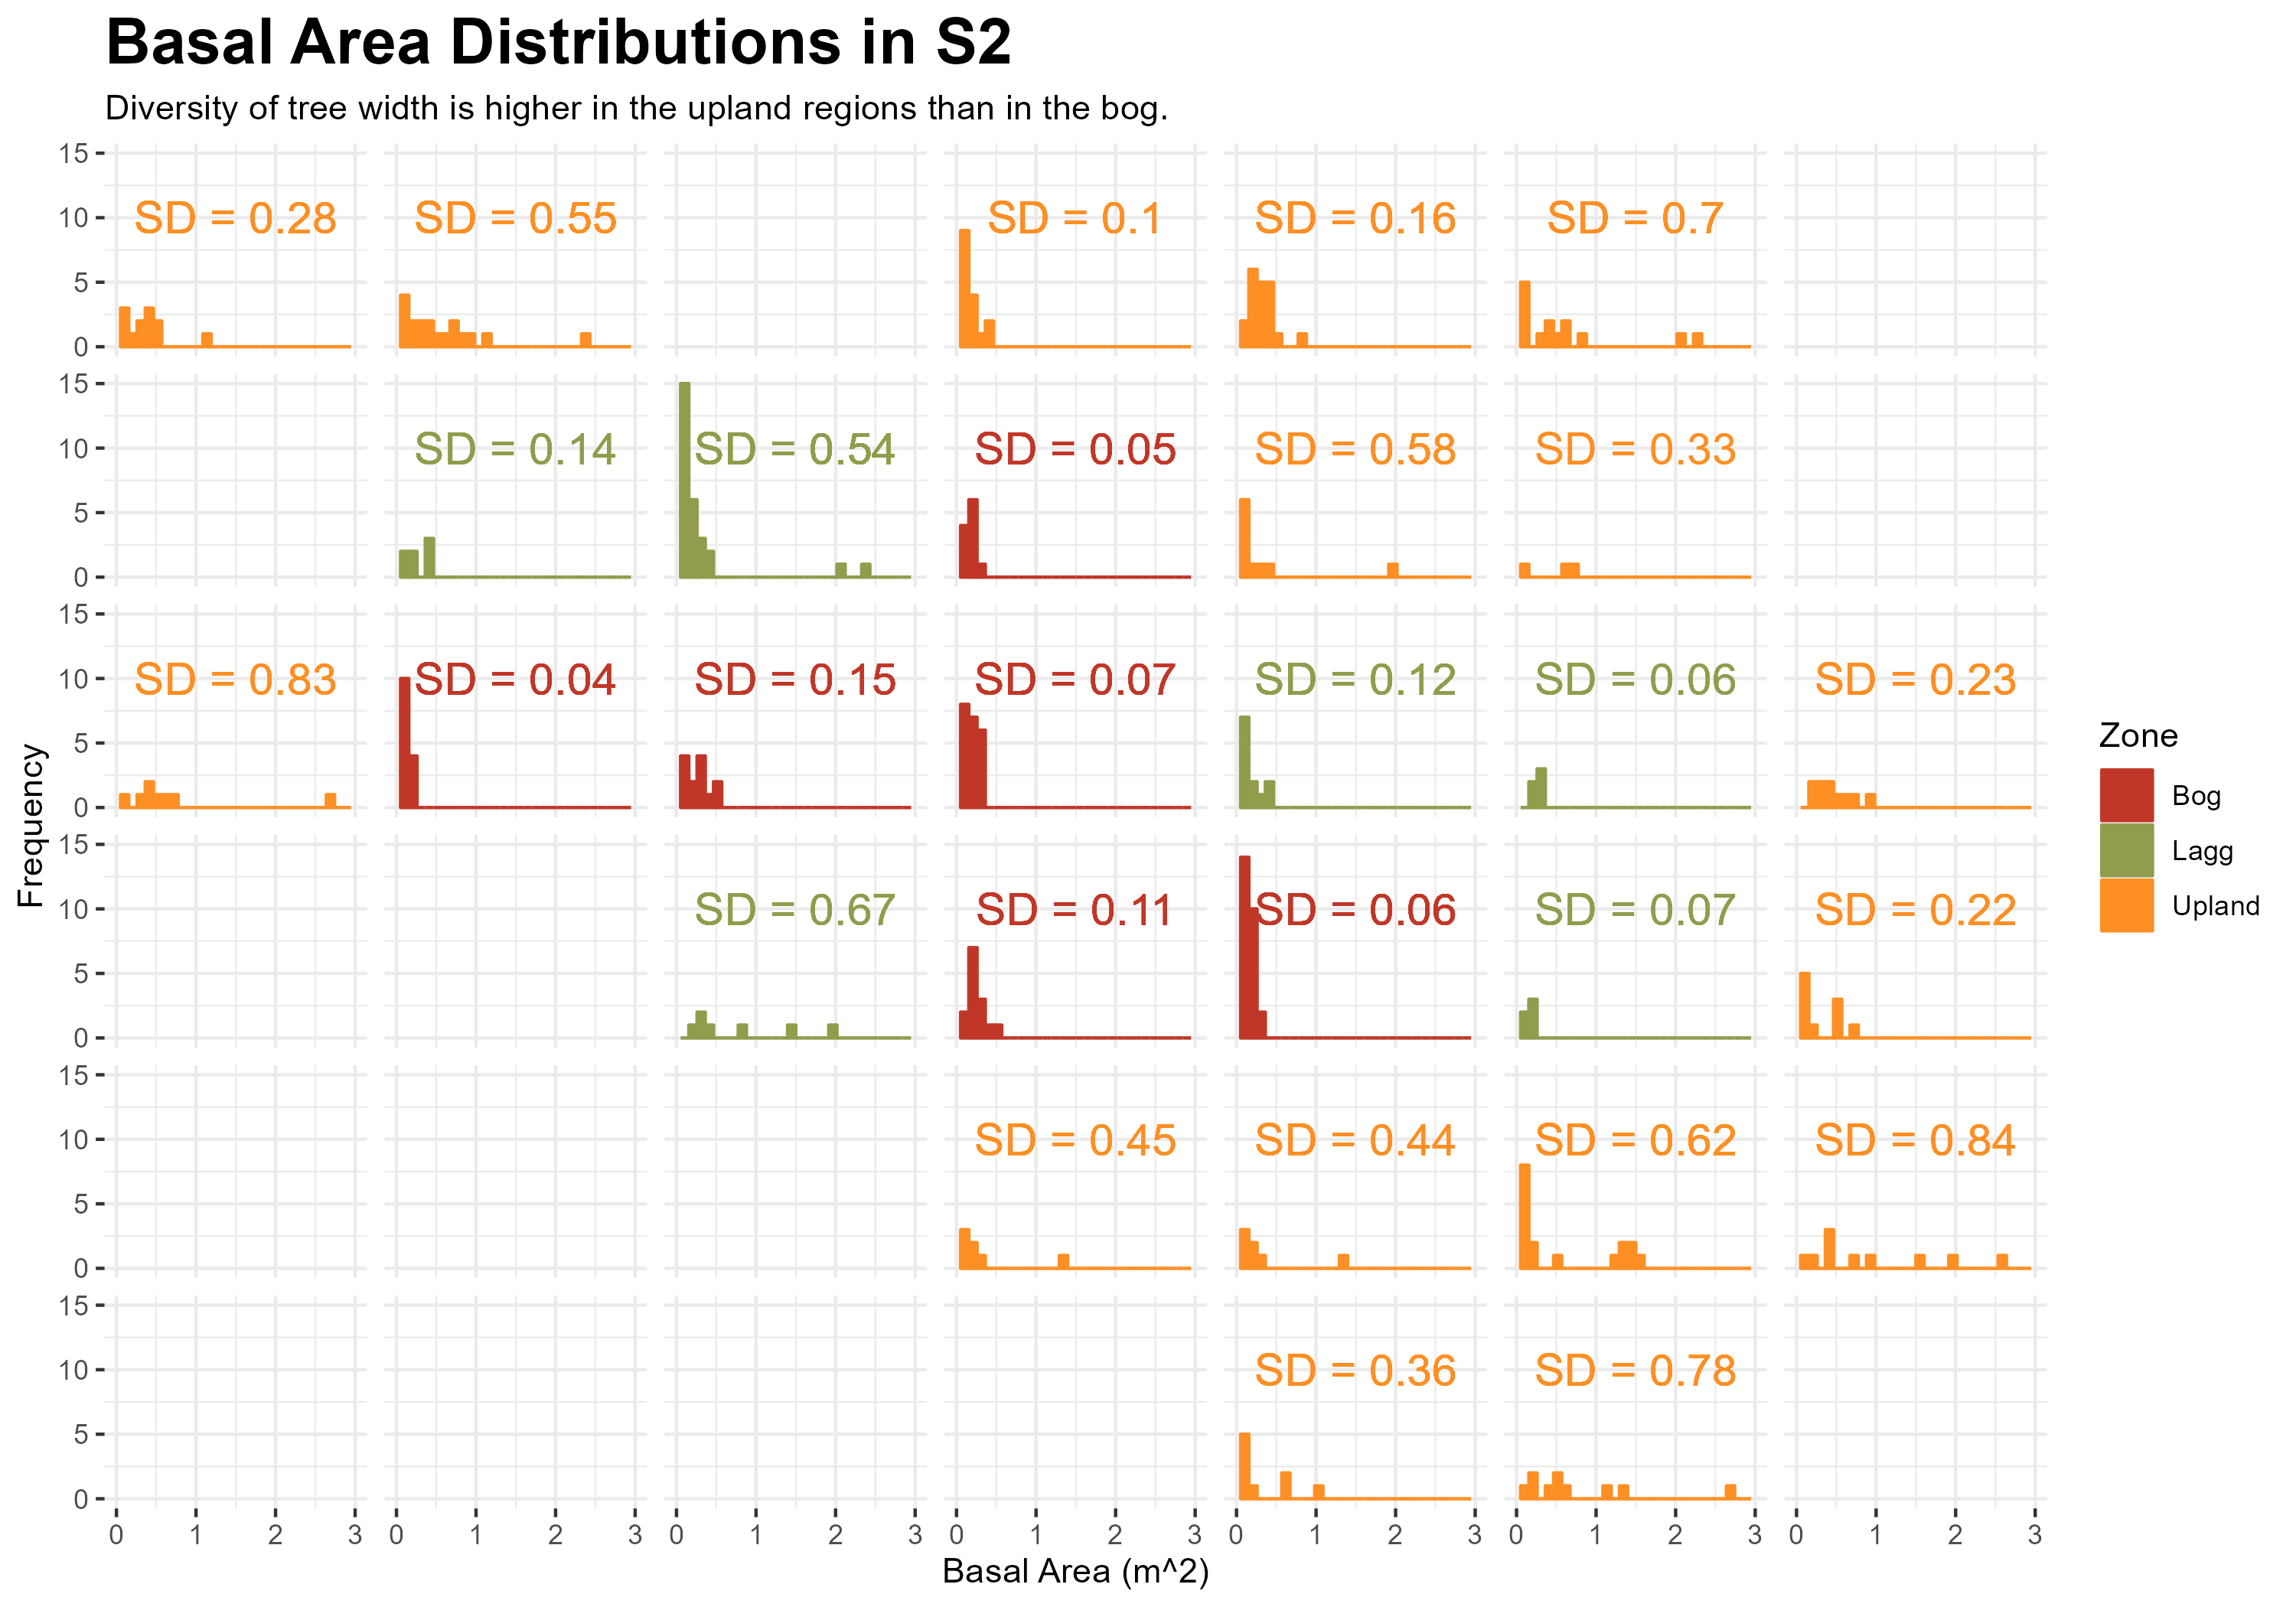 Basal Area Distributions in S2
Diversity of tree width is higher in the upland regions than in the bog.
15
10
5
0
SD = 0.28
SD = 0.55
SD = 0.1
SD = 0.16
SD = 0.7
15
10
5
0
SD = 0.14
SD = 0.54
SD = 0.05
SD = 0.58
SD = 0.33
15
10
5
0
SD = 0.83
SD = 0.04
SD = 0.15
SD = 0.07
SD = 0.12
SD = 0.06
SD = 0.23
15
10
5
0
SD = 0.67
SD = 0.11
SD = 0.06
SD = 0.07
SD = 0.22
15
10
5
0
SD = 0.45
SD = 0.44
SD = 0.62
SD = 0.84
15
10
5
0
SD = 0.36
SD = 0.78
0 1 2 3 0 1 2 3 0 1 2 3 0 1 2 3 0 1 2 3 0 1 2 3 0 1 2 3
Basal Area (m^2)
Frequency
Zone
Bog
Lagg
Upland